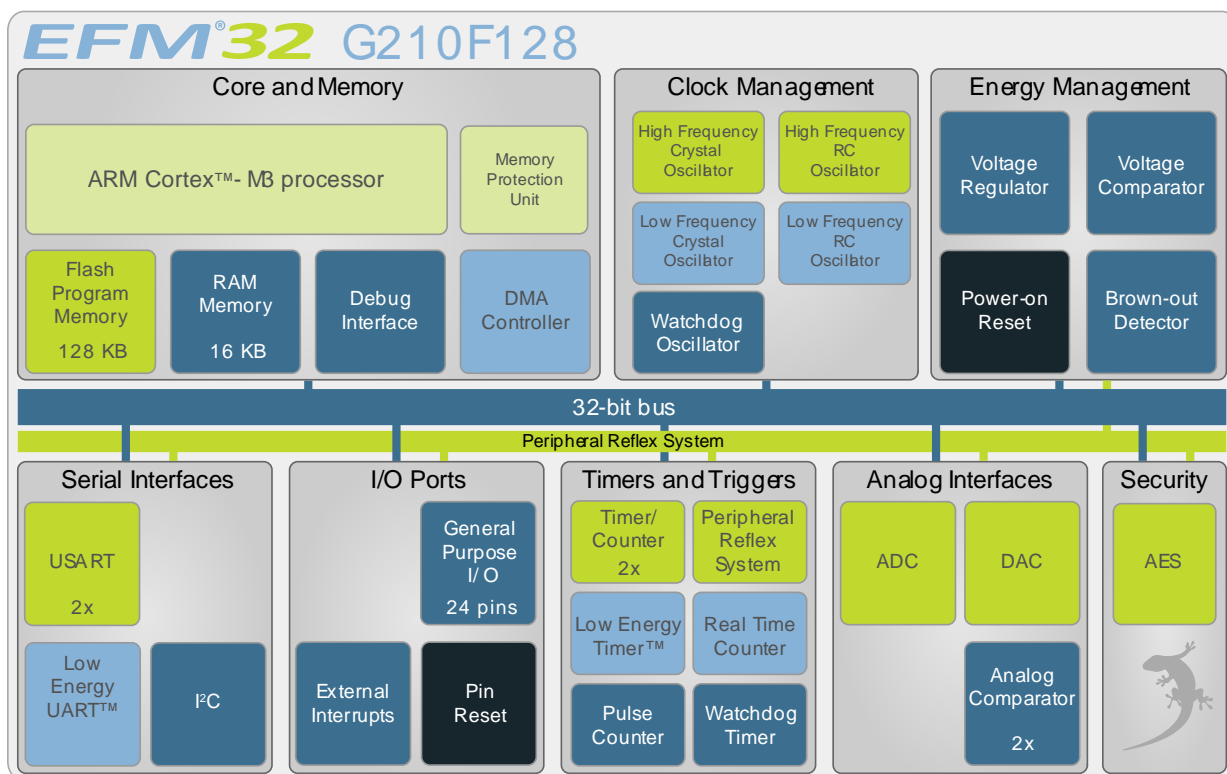 EFM®32 G210F128
Core and Memory
ARM Cortex™- M3 processor
Memory
Protection
Unit
Flash
Program
Memory
128 KB
RAM
Memory
16 KB
Debug
Interface
DMA
Controller
Clock Management
High Frequency
Crystal
Oscillator
High Frequency
RC
Oscillator
Low Frequency
Crystal
Oscillator
Low Frequency
RC
Oscillator
Watchdog
Oscillator
Energy Management
Voltage
Regulator
Voltage
Comparator
Power-on
Reset
Brown-out
Detector
32-bit bus
Peripheral Reflex System
Serial Interfaces
USART
2x
Low
Energy
UART™
I²C
I/O Ports
General
Purpose
I/ O
24 pins
External
Interrupts
Pin
Reset
Timers and Triggers
Timer/
Counter
2x
Peripheral
Reflex
System
Low Energy
Timer™
Real Time
Counter
Pulse
Counter
Watchdog
Timer
Analog Interfaces
ADC
DAC
Analog
Comparator
2x
Security
AES